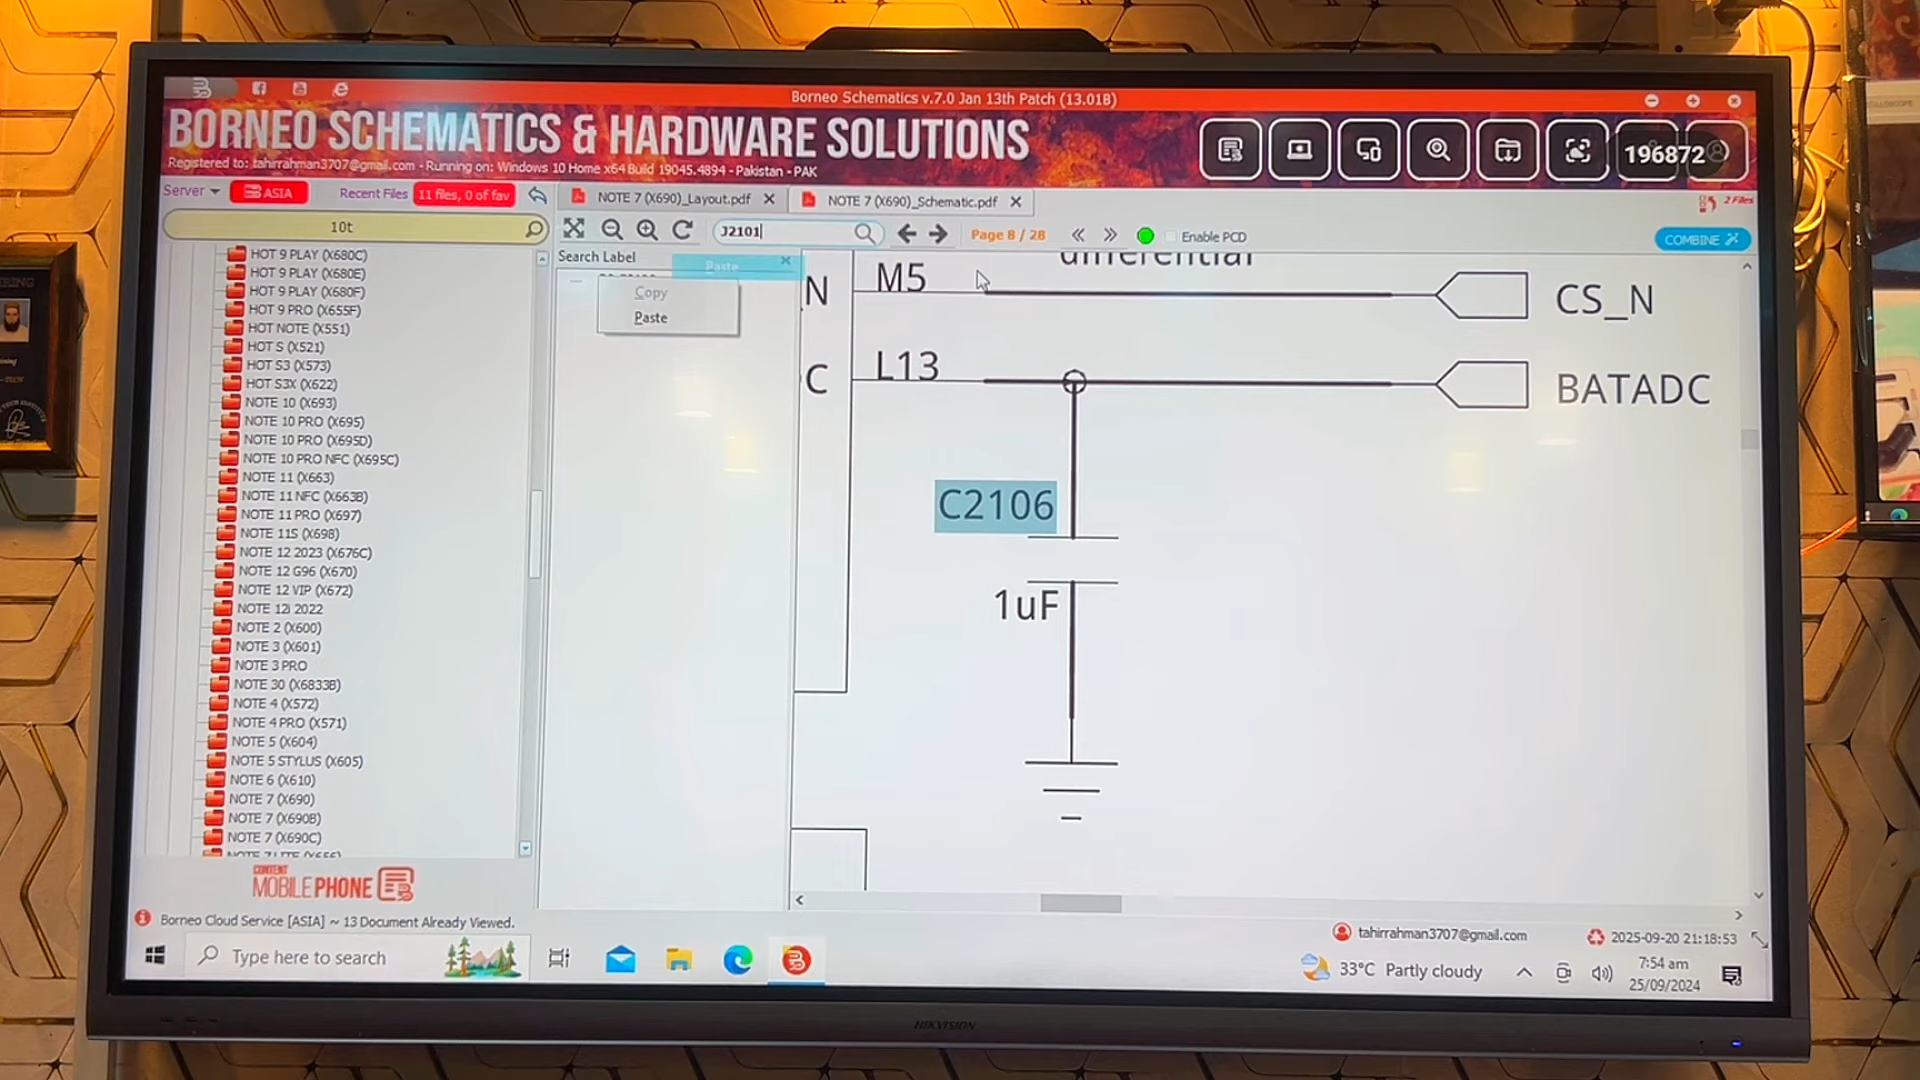 Borneo Schematics v.7.0 Jan 13th Patch (13.018)
BORNEO SCHEMATICS & HARDWARE SOLUTIONS
Registered to: tahirrahman3707@gmail.com - Running on: Windows 10 Home x64 Build 19045.4894 - Pakistan - PAK
196872
Server
ASIA
Recent Files
11 files, 0 of fav
NOTE 7 (X690)_Layout.pdf
NOTE 7 (X690)_Schematic.pdf
2 Files
10t
J2101
Page 8 / 28
Enable PCD
COMBINE
Search Label
Paste
Copy
Paste
HOT 9 PLAY (X680C)
HOT 9 PLAY (X680E)
HOT 9 PLAY (X680F)
HOT 9 PRO (X655F)
HOT NOTE (X551)
HOT S (X521)
HOT S3 (X573)
HOT S3X (X622)
NOTE 10 (X693)
NOTE 10 PRO (X695)
NOTE 10 PRO (X695D)
NOTE 10 PRO NFC (X695C)
NOTE 11 (X663)
NOTE 11 NFC (X663B)
NOTE 11 PRO (X697)
NOTE 11S (X698)
NOTE 12 2023 (X676C)
NOTE 12 G96 (X670)
NOTE 12 VIP (X672)
NOTE 12i 2022
NOTE 2 (X600)
NOTE 3 (X601)
NOTE 3 PRO
NOTE 30 (X6833B)
NOTE 4 (X572)
NOTE 4 PRO (X571)
NOTE 5 (X604)
NOTE 5 STYLUS (X605)
NOTE 6 (X610)
NOTE 7 (X690)
NOTE 7 (X690B)
NOTE 7 (X690C)
NOTE 7 LITE (X656)
differential
N
M5
CS_N
C
L13
BATADC
C2106
1uF
CONTENT
MOBILEPHONE
Borneo Cloud Service [ASIA] ~ 13 Document Already Viewed.
tahirrahman3707@gmail.com
2025-09-20 21:18:53
Type here to search
33°C Partly cloudy
7:54 am
25/09/2024
HIKVISION